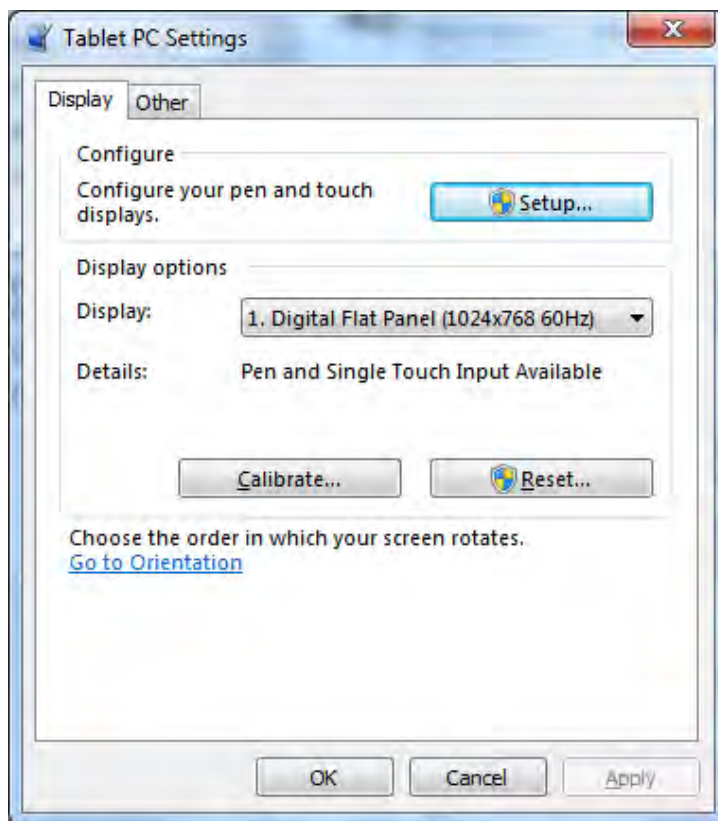 Tablet PC Settings
Display Other
Configure
Configure your pen and touch
displays.
Setup...
Display options
Display: 1. Digital Flat Panel (1024x768 60Hz)
Details: Pen and Single Touch Input Available
Calibrate... Reset...
Choose the order in which your screen rotates.
Go to Orientation
OK Cancel Apply